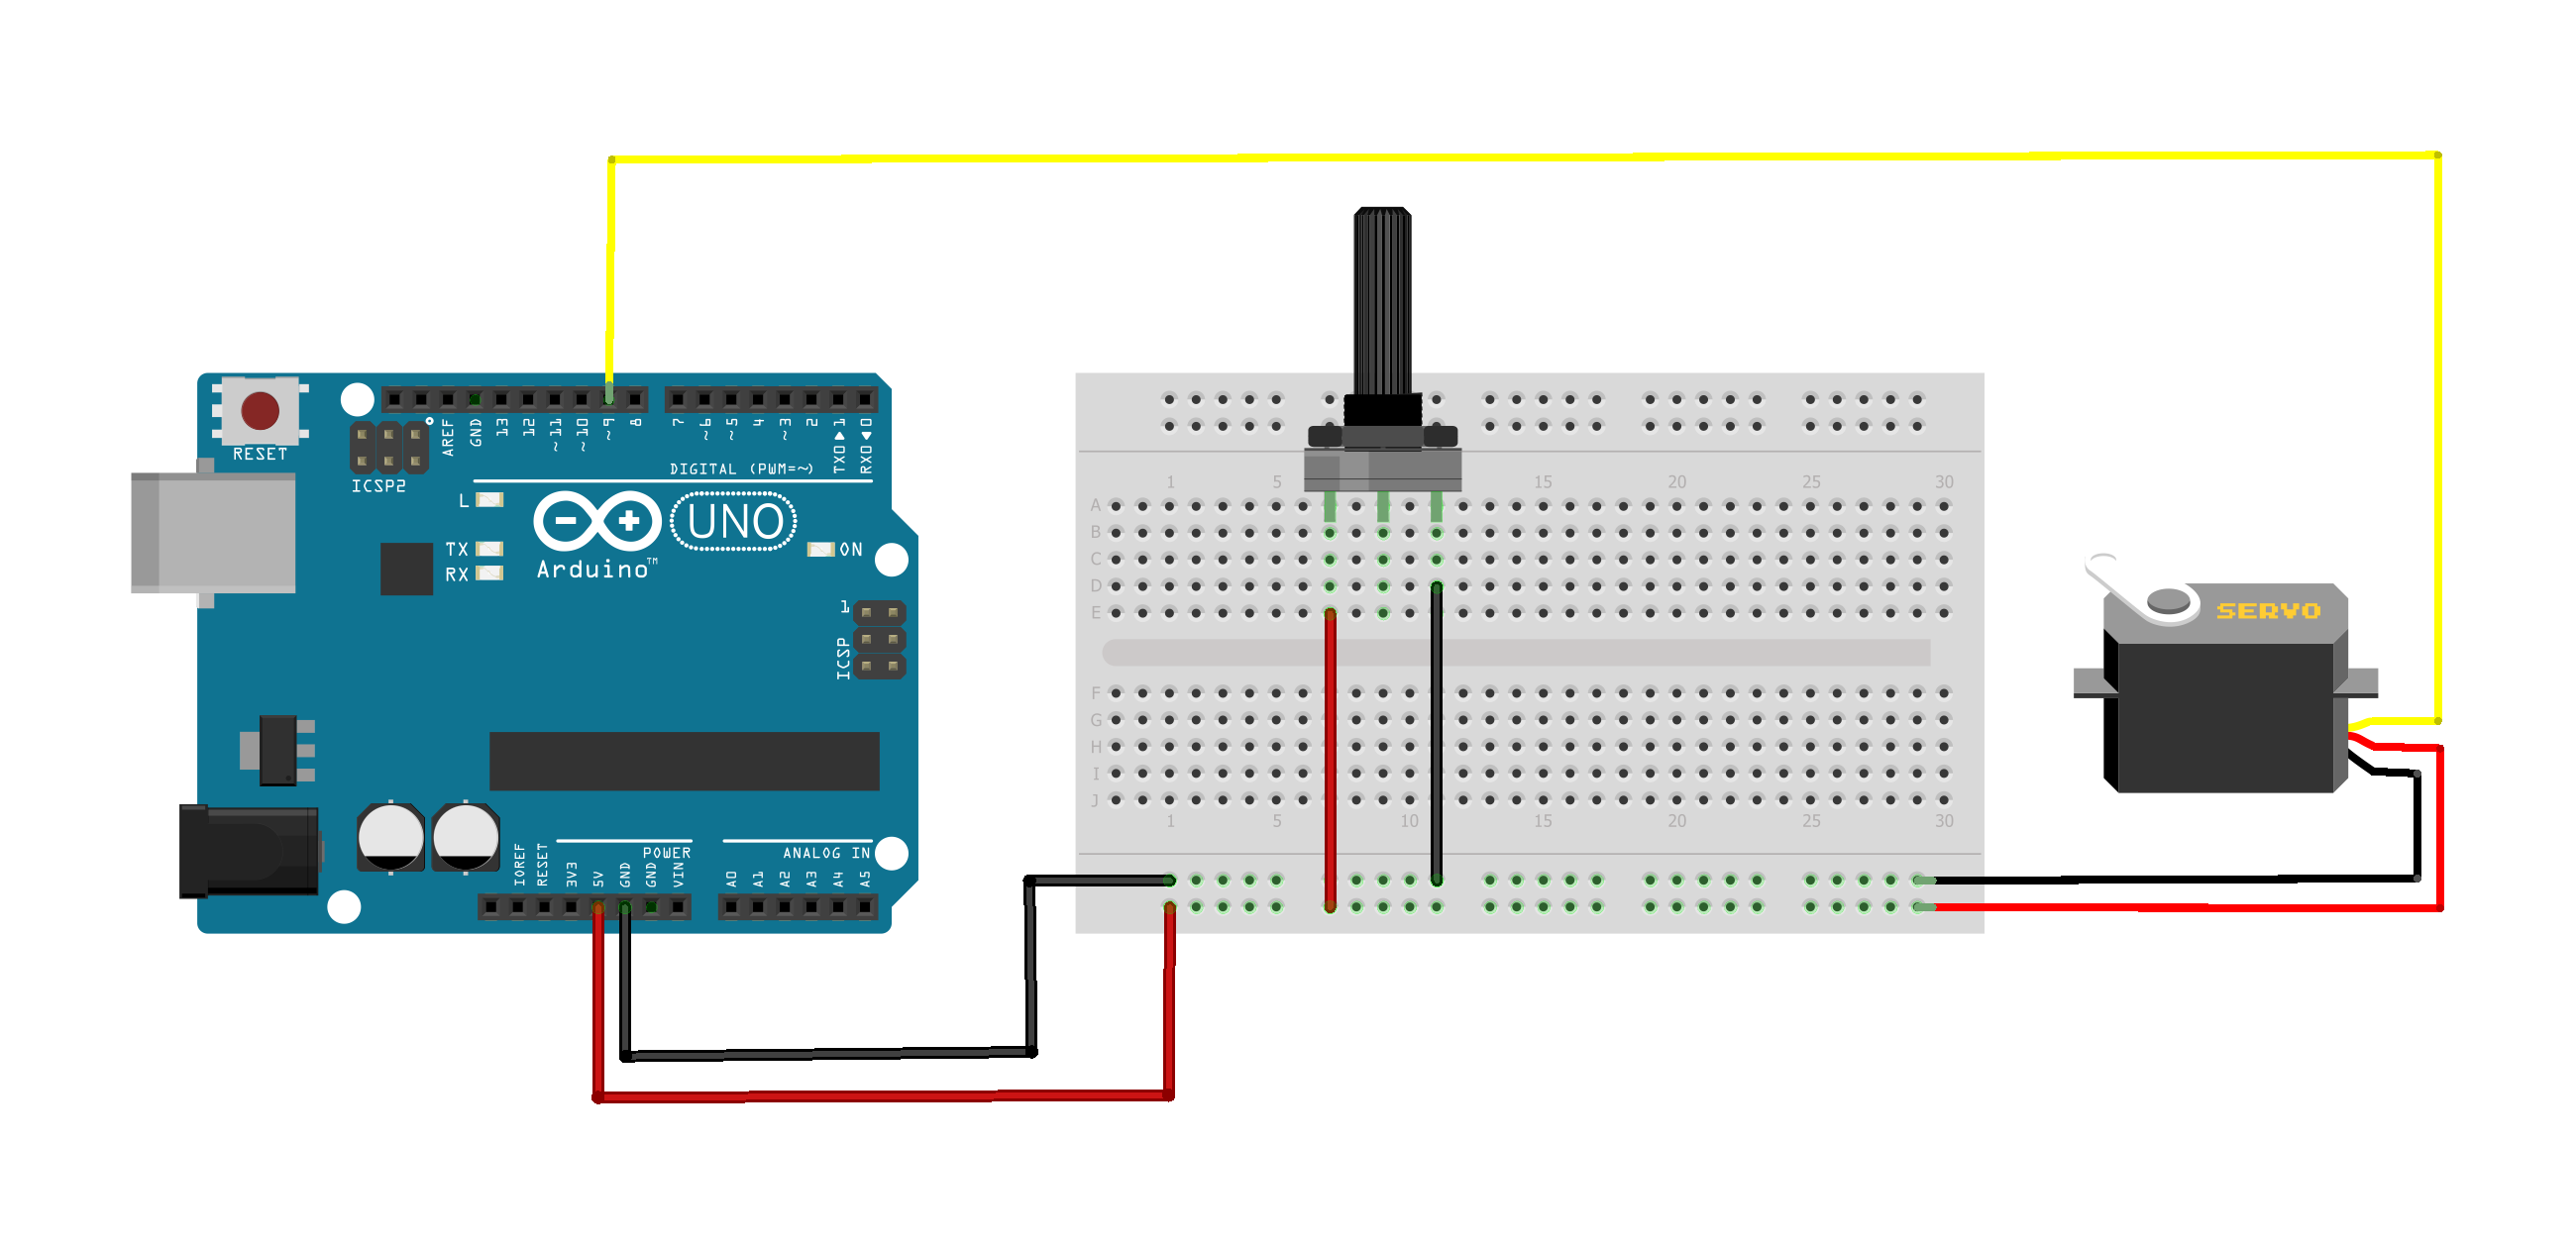 RESET
ICSP2
AREF
GND
13
12
~11
~10
~9
8
7
~6
~5
4
~3
2
TX0▶1
RX0◀0
DIGITAL (PWM=~)
L
TX
RX
Arduino™
UNO
ON
1
ICSP
IOREF
RESET
3V3
5V
GND
GND
VIN
POWER
A0
A1
A2
A3
A4
A5
ANALOG IN
1 5 15 20 25 30
A
B
C
D
E
F
G
H
I
J
1 5 10 15 20 25 30
SERVO